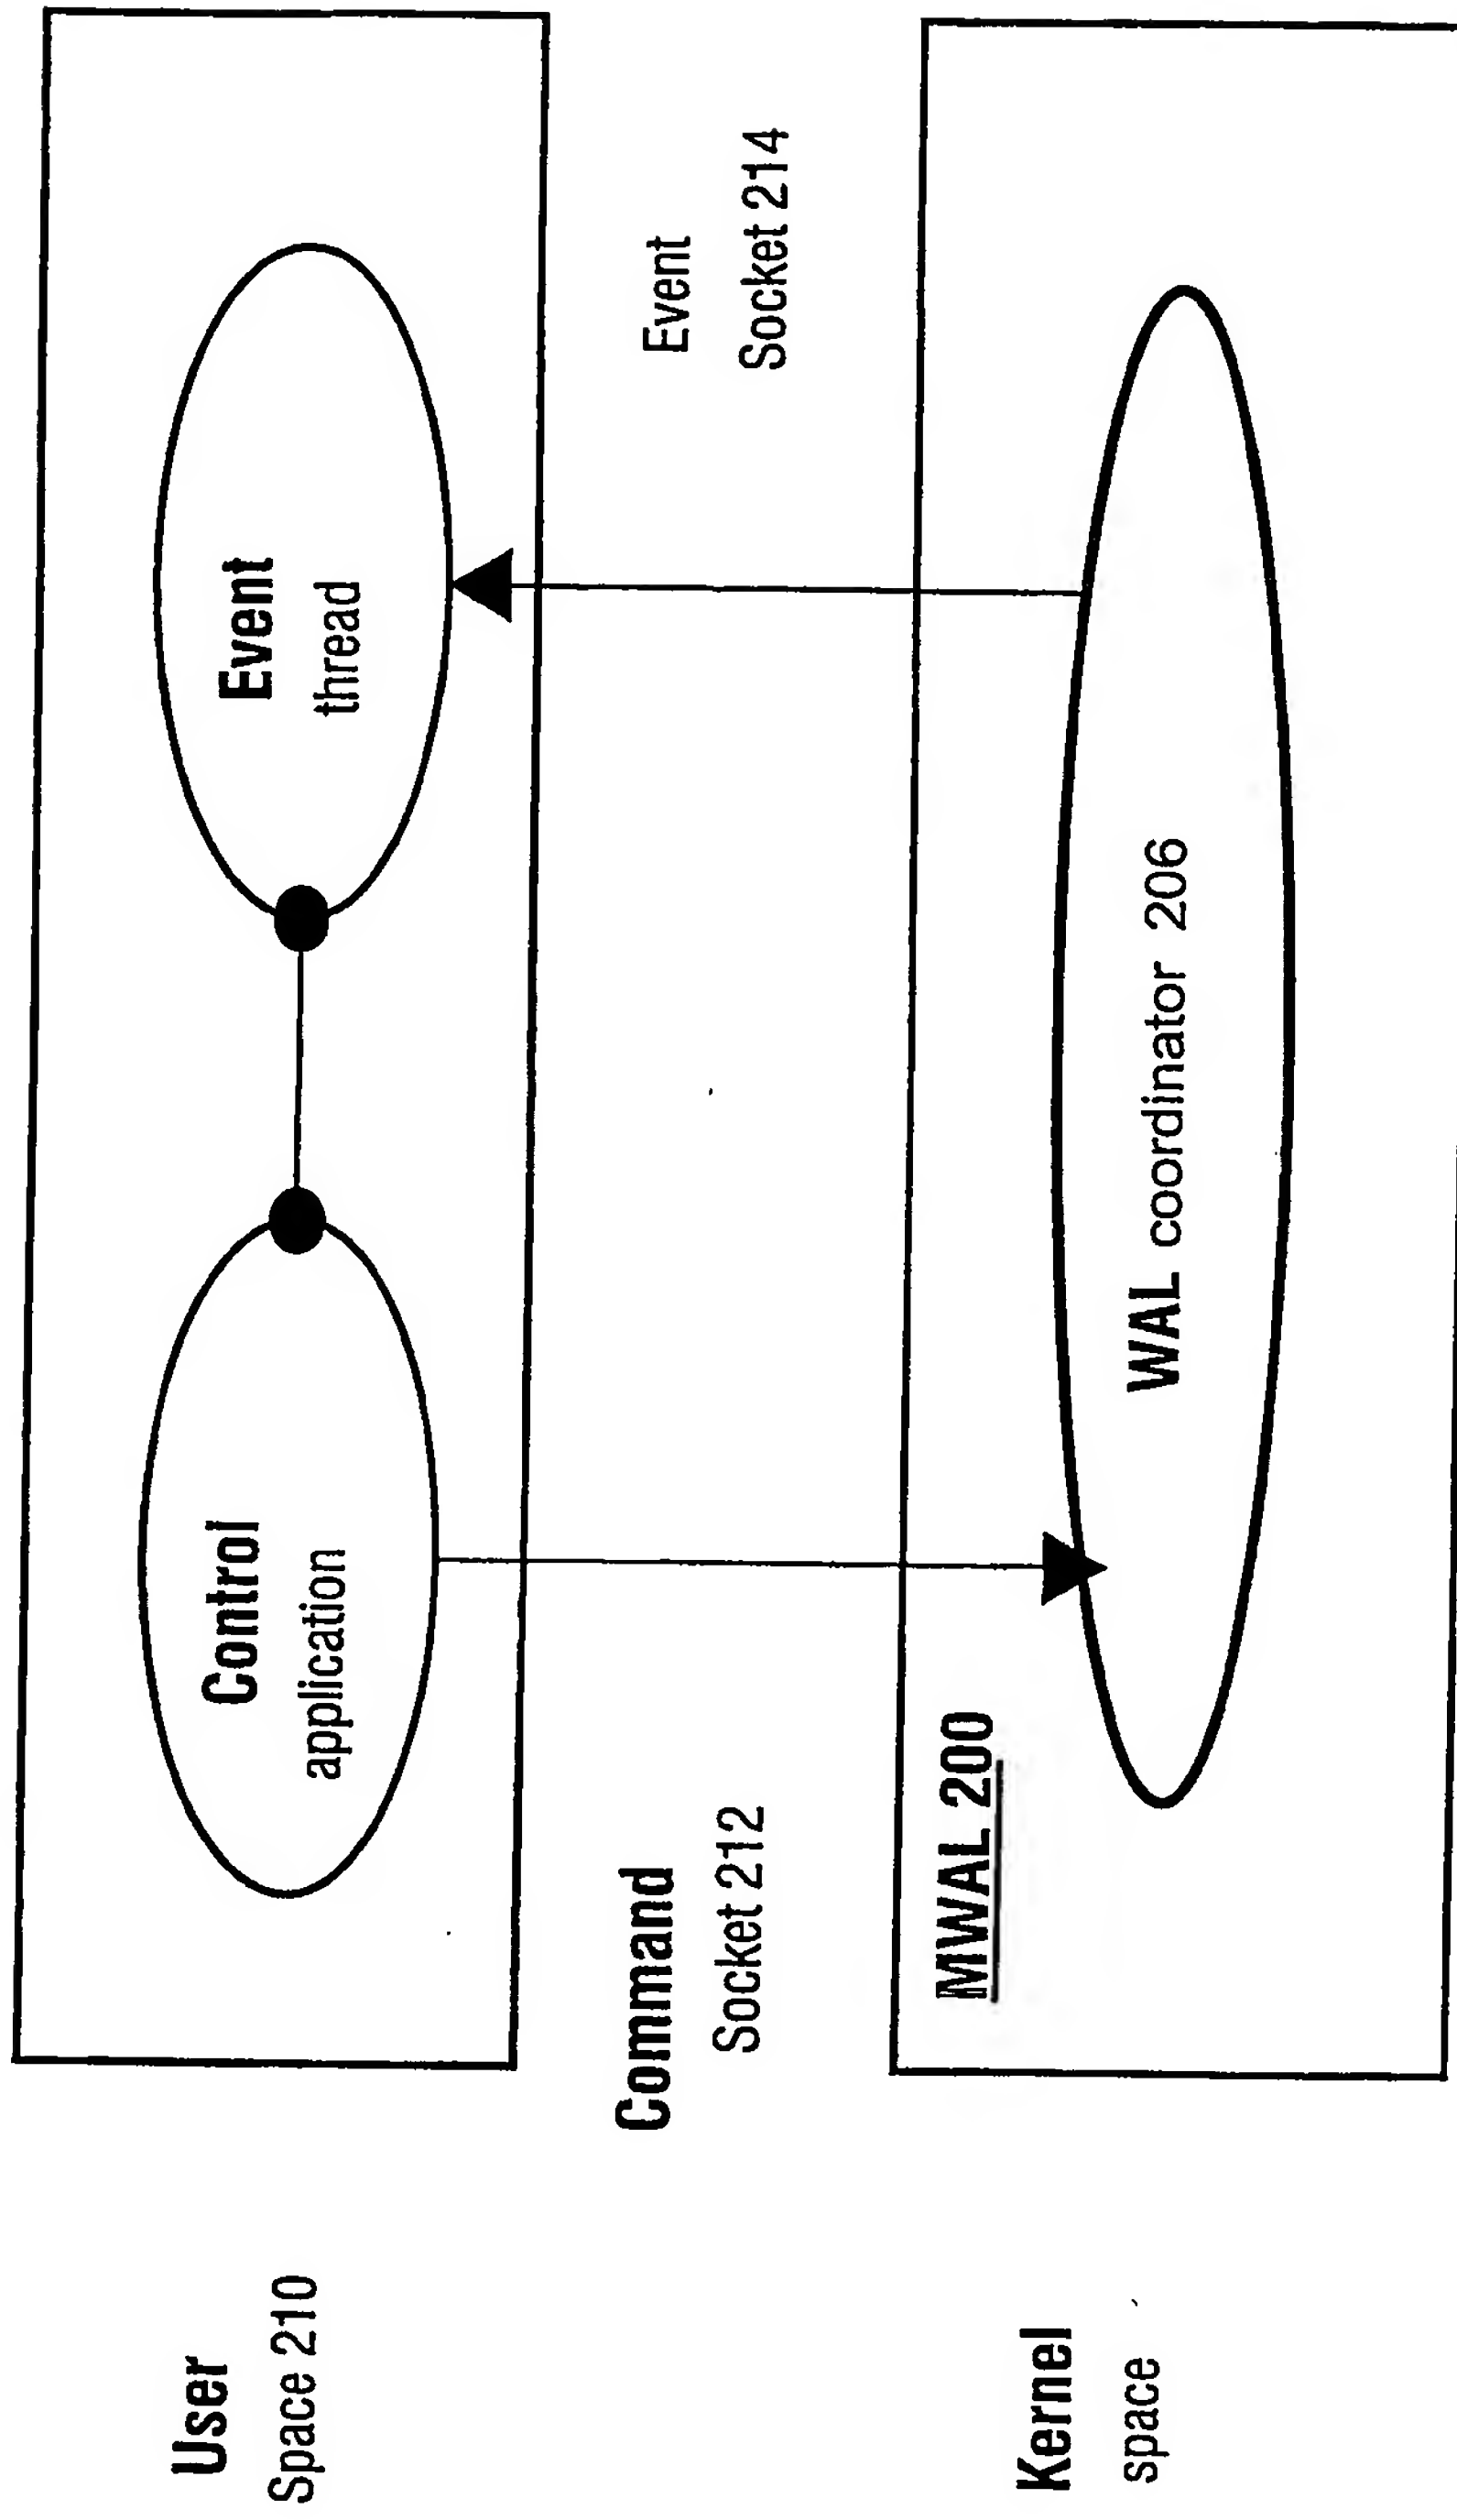 User
Space 210
Control
application
Event
thread
Command
Socket 212
Event
Socket 214
Kernel
space
MWAL 200
WAL coordinator 206